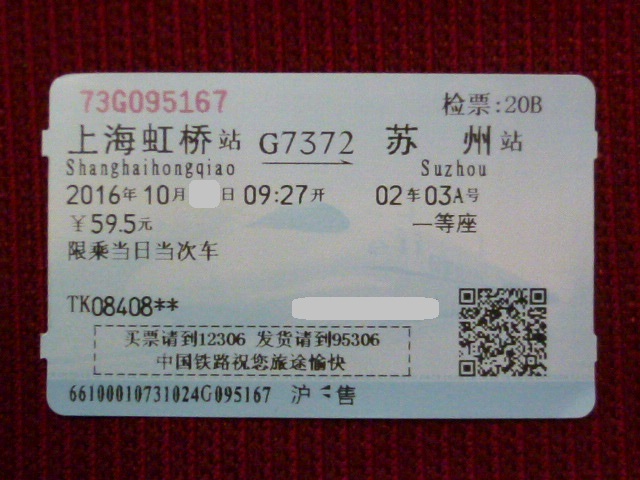 73G095167 检票:20B
上海虹桥站 G7372 苏州站
Shanghaihongqiao Suzhou
2016年10月 日 09:27开 02车03A号
￥59.5元 一等座
限乘当日当次车
TK08408**
买票请到12306 发货请到95306
中国铁路祝您旅途愉快
66100010731024G095167 沪 售